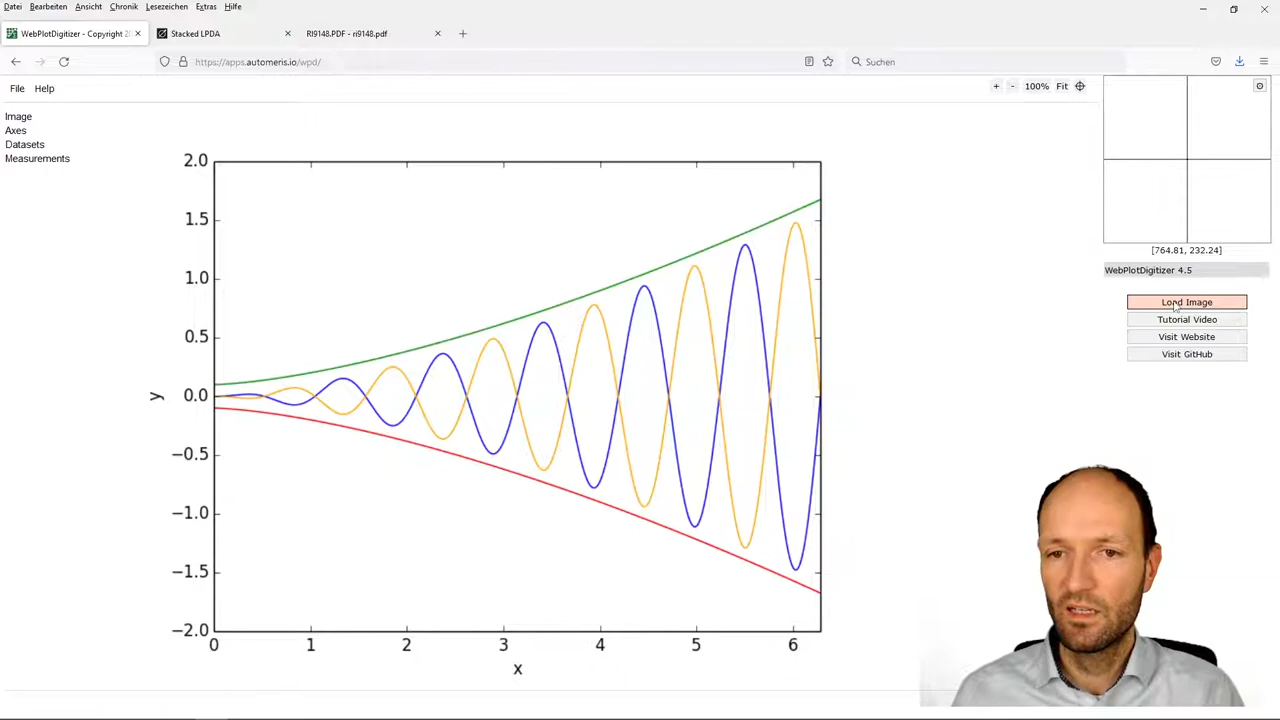 Datei Bearbeiten Ansicht Chronik Lesezeichen Extras Hilfe
WebPlotDigitizer - Copyright 2
Stacked LPDA
RI9148.PDF - ri9148.pdf
https://apps.automeris.io/wpd/
Suchen
File Help
+ - 100% Fit
Image
Axes
Datasets
Measurements
2.0
1.5
1.0
0.5
0.0
−0.5
−1.0
−1.5
−2.0
y
0 1 2 3 4 5 6
x
[764.81, 232.24]
WebPlotDigitizer 4.5
Load Image
Tutorial Video
Visit Website
Visit GitHub